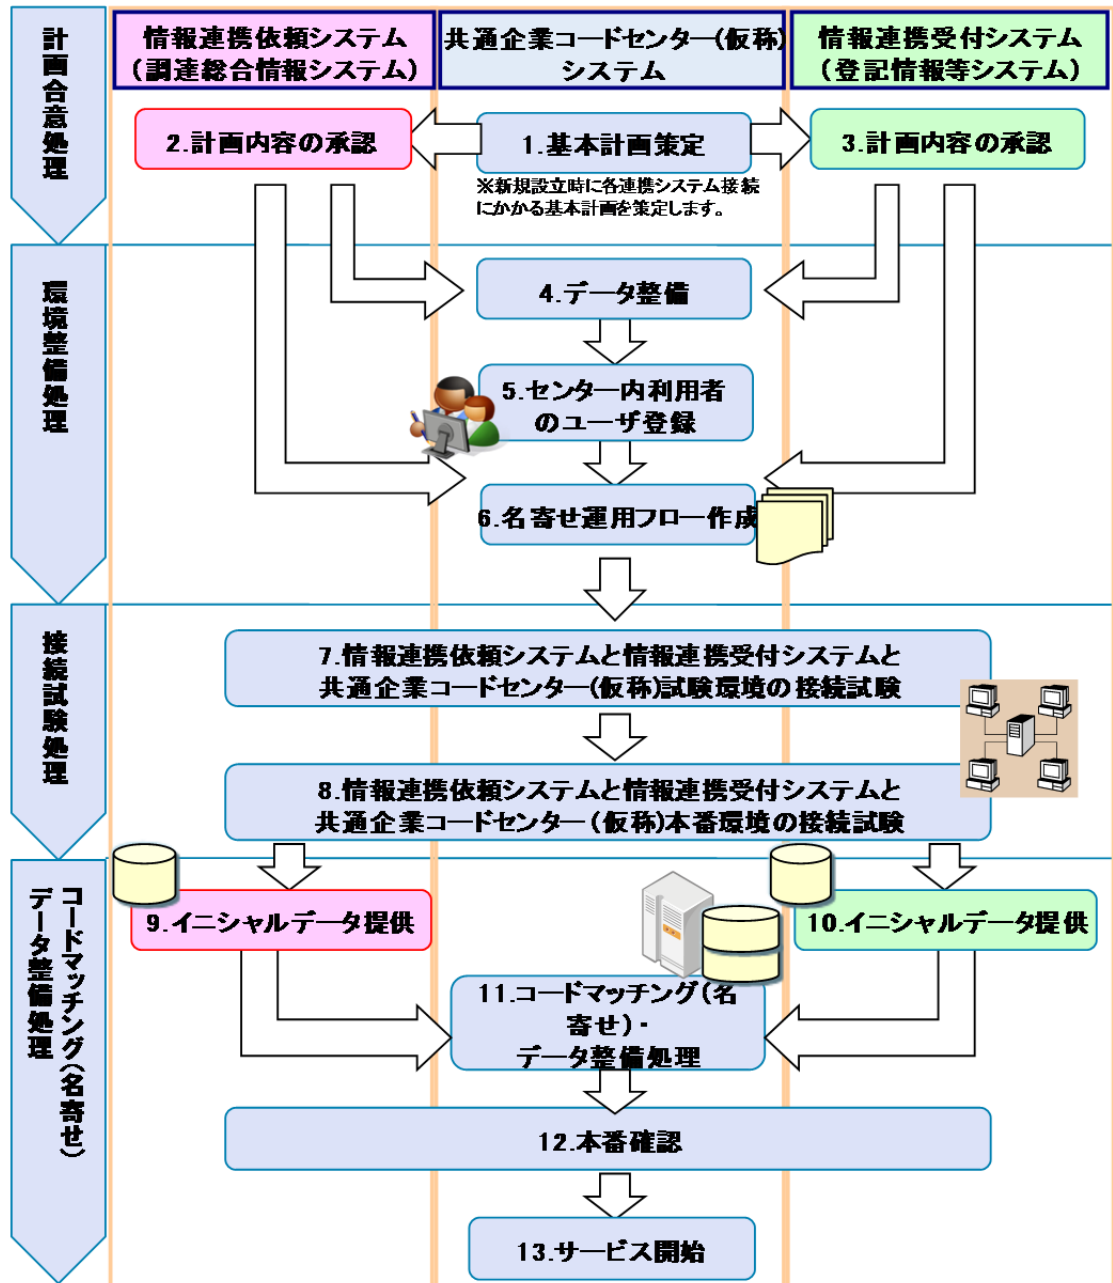 計画合意処理
情報連携依頼システム
（調達総合情報システム）
共通企業コードセンター(仮称)
システム
情報連携受付システム
（登記情報等システム）
2.計画内容の承認
1.基本計画策定
3.計画内容の承認
※新規設立時に各連携システム接続
にかかる基本計画を策定します。
環境整備処理
4.データ整備
5.センター内利用者
のユーザ登録
6.名寄せ運用フロー作成
接続試験処理
7.情報連携依頼システムと情報連携受付システムと
共通企業コードセンター(仮称)試験環境の接続試験
8.情報連携依頼システムと情報連携受付システムと
共通企業コードセンター（仮称)本番環境の接続試験
コードマッチング(名寄せ)
データ整備処理
9.イニシャルデータ提供
10.イニシャルデータ提供
11.コードマッチング(名
寄せ)・
データ整備処理
12.本番確認
13.サービス開始